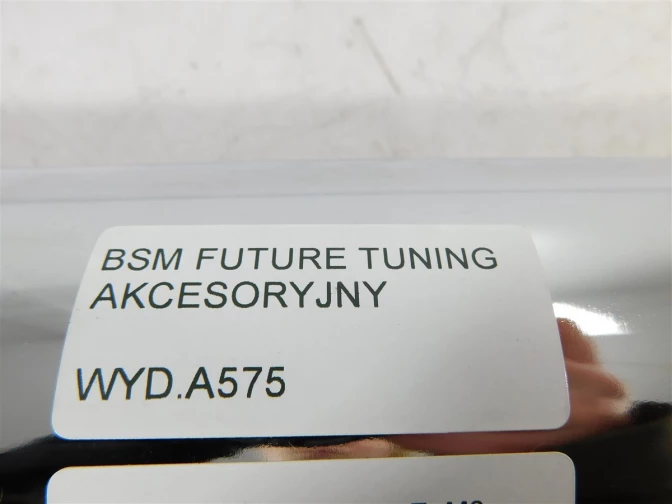 BSM FUTURE TUNING
AKCESORYJNY
WYD.A575